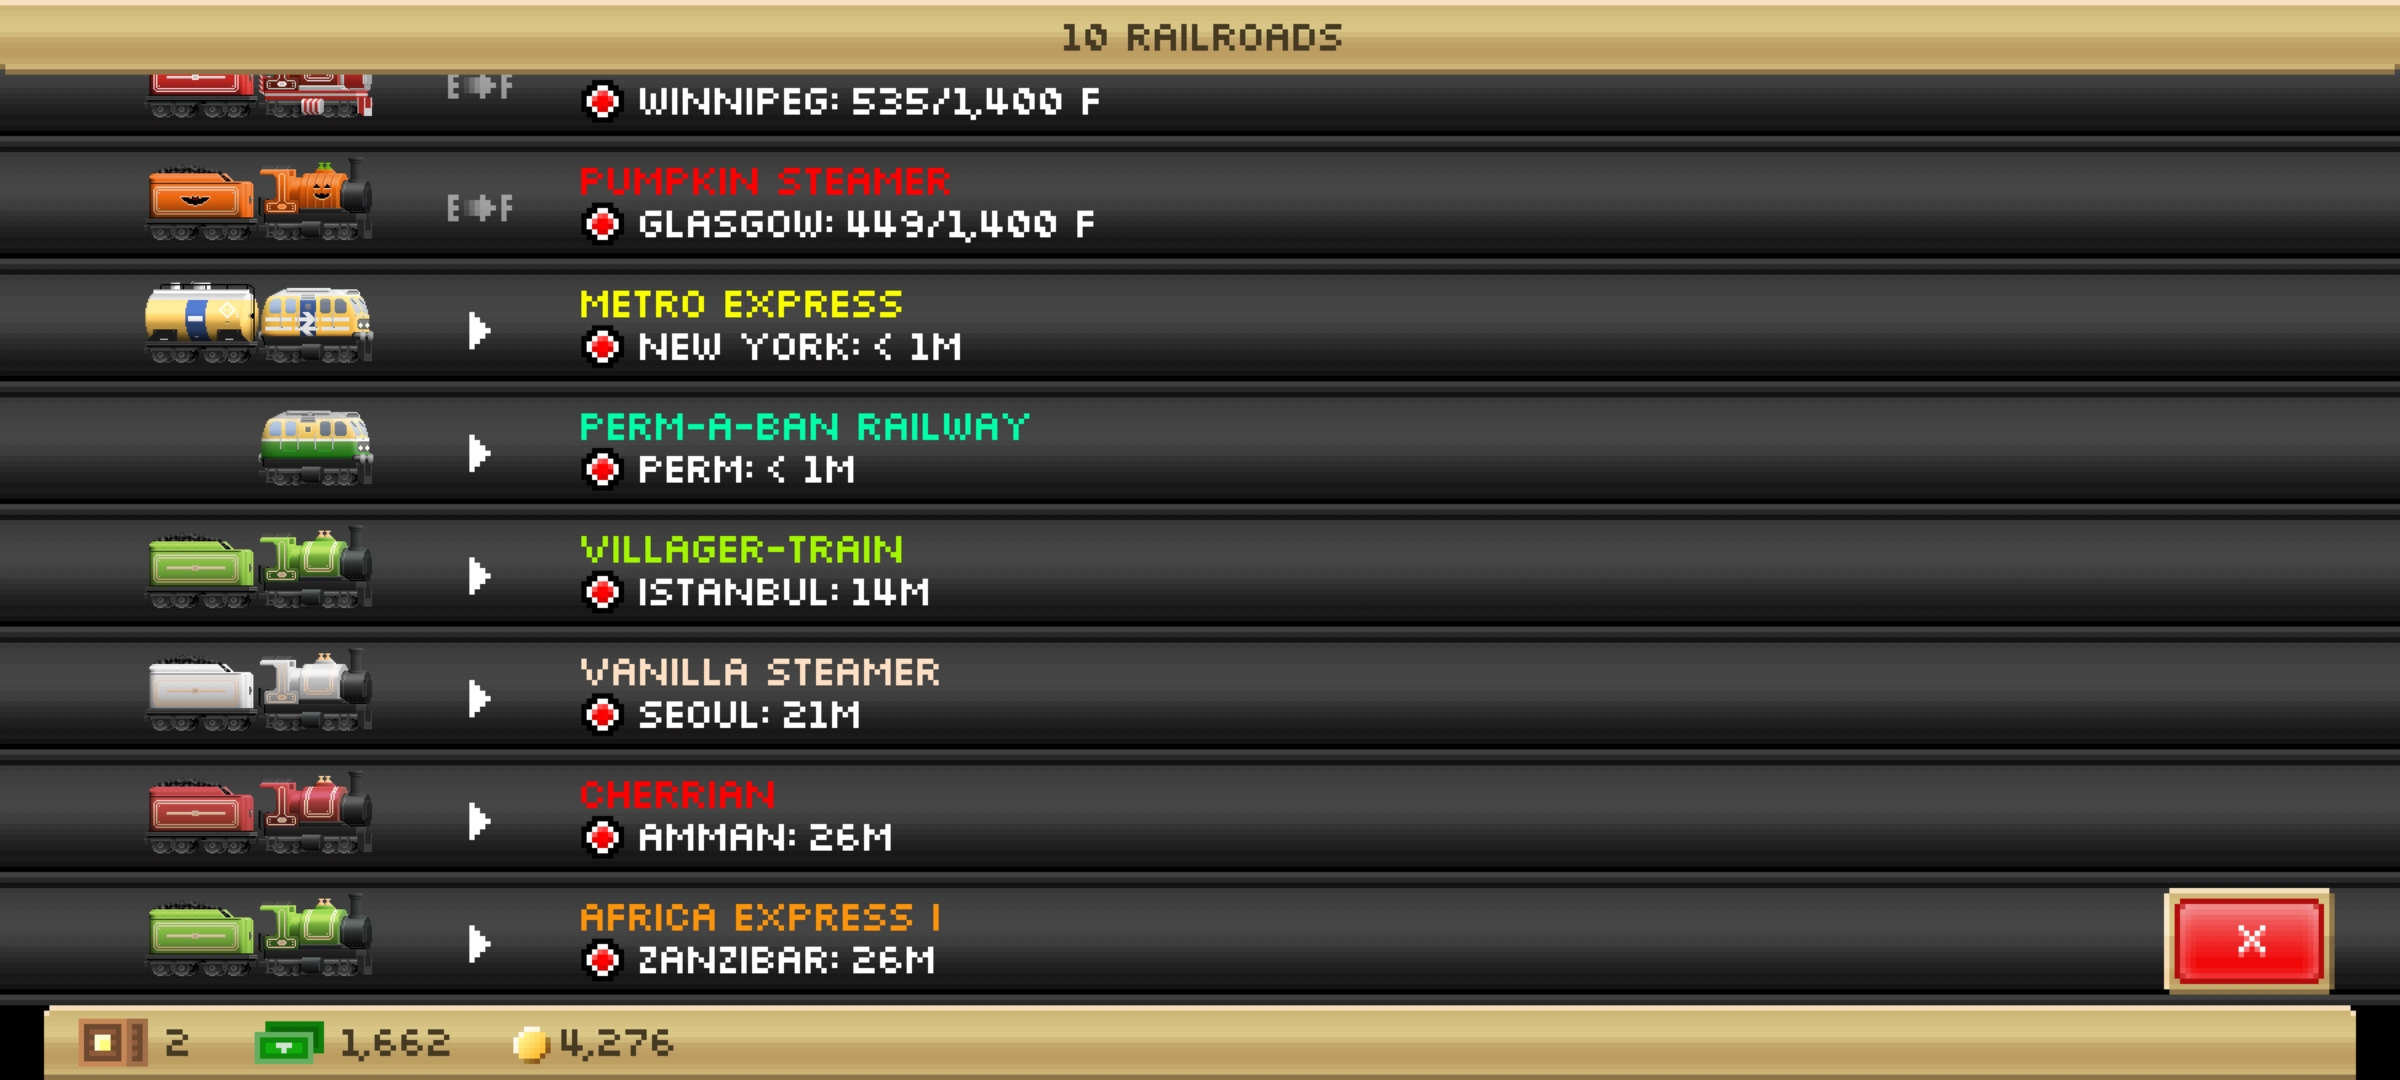 10 RAILROADS
E F
WINNIPEG: 535/1,400 F
PUMPKIN STEAMER
E F
GLASGOW: 449/1,400 F
METRO EXPRESS
NEW YORK: < 1M
PERM-A-BAN RAILWAY
PERM: < 1M
VILLAGER-TRAIN
ISTANBUL: 14M
VANILLA STEAMER
SEOUL: 21M
CHERRIAN
AMMAN: 26M
AFRICA EXPRESS I
ZANZIBAR: 26M
X
2 1,662 4,276